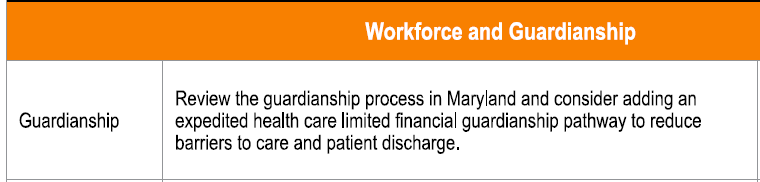 Workforce and Guardianship
Guardianship
Review the guardianship process in Maryland and consider adding an
expedited health care limited financial guardianship pathway to reduce
barriers to care and patient discharge.